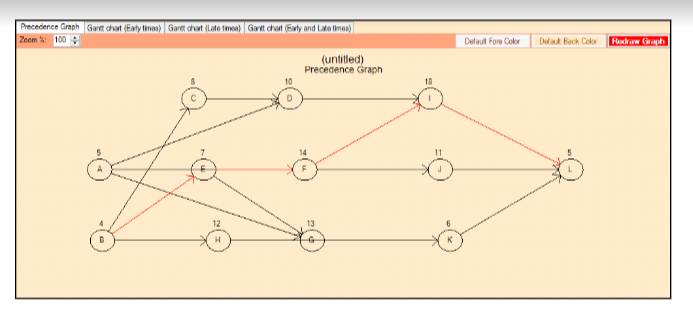 Precedence Graph Gantt chart (Early times) Gantt chart (Late times) Gantt chart (Early and Late times)
Zoom %: 100 Default Fore Color Default Back Color Redraw Graph
(untitled)
Precedence Graph
8 10 18
C D I
5 7 14 11 5
A E F J L
4 12 13 6
B H G K